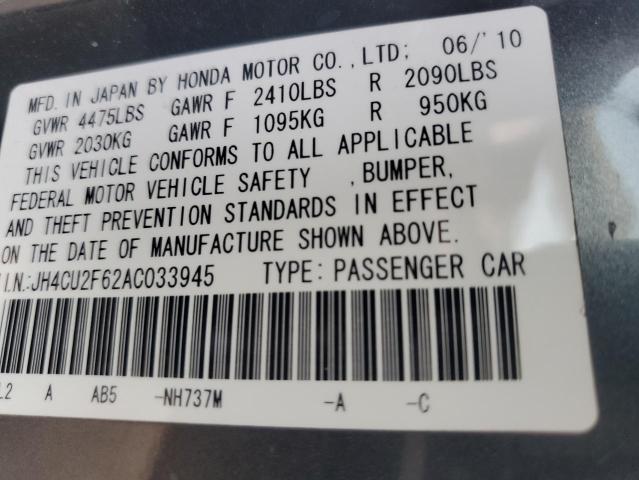 MFD. IN JAPAN BY HONDA MOTOR CO.,LTD; 06/'10
GVWR 4475LBS GAWR F 2410LBS R 2090LBS
GVWR 2030KG GAWR F 1095KG R 950KG
THIS VEHICLE CONFORMS TO ALL APPLICABLE
FEDERAL MOTOR VEHICLE SAFETY ,BUMPER,
AND THEFT PREVENTION STANDARDS IN EFFECT
ON THE DATE OF MANUFACTURE SHOWN ABOVE.
I.N.:JH4CU2F62AC033945 TYPE: PASSENGER CAR
L2 A AB5 -NH737M -A -C